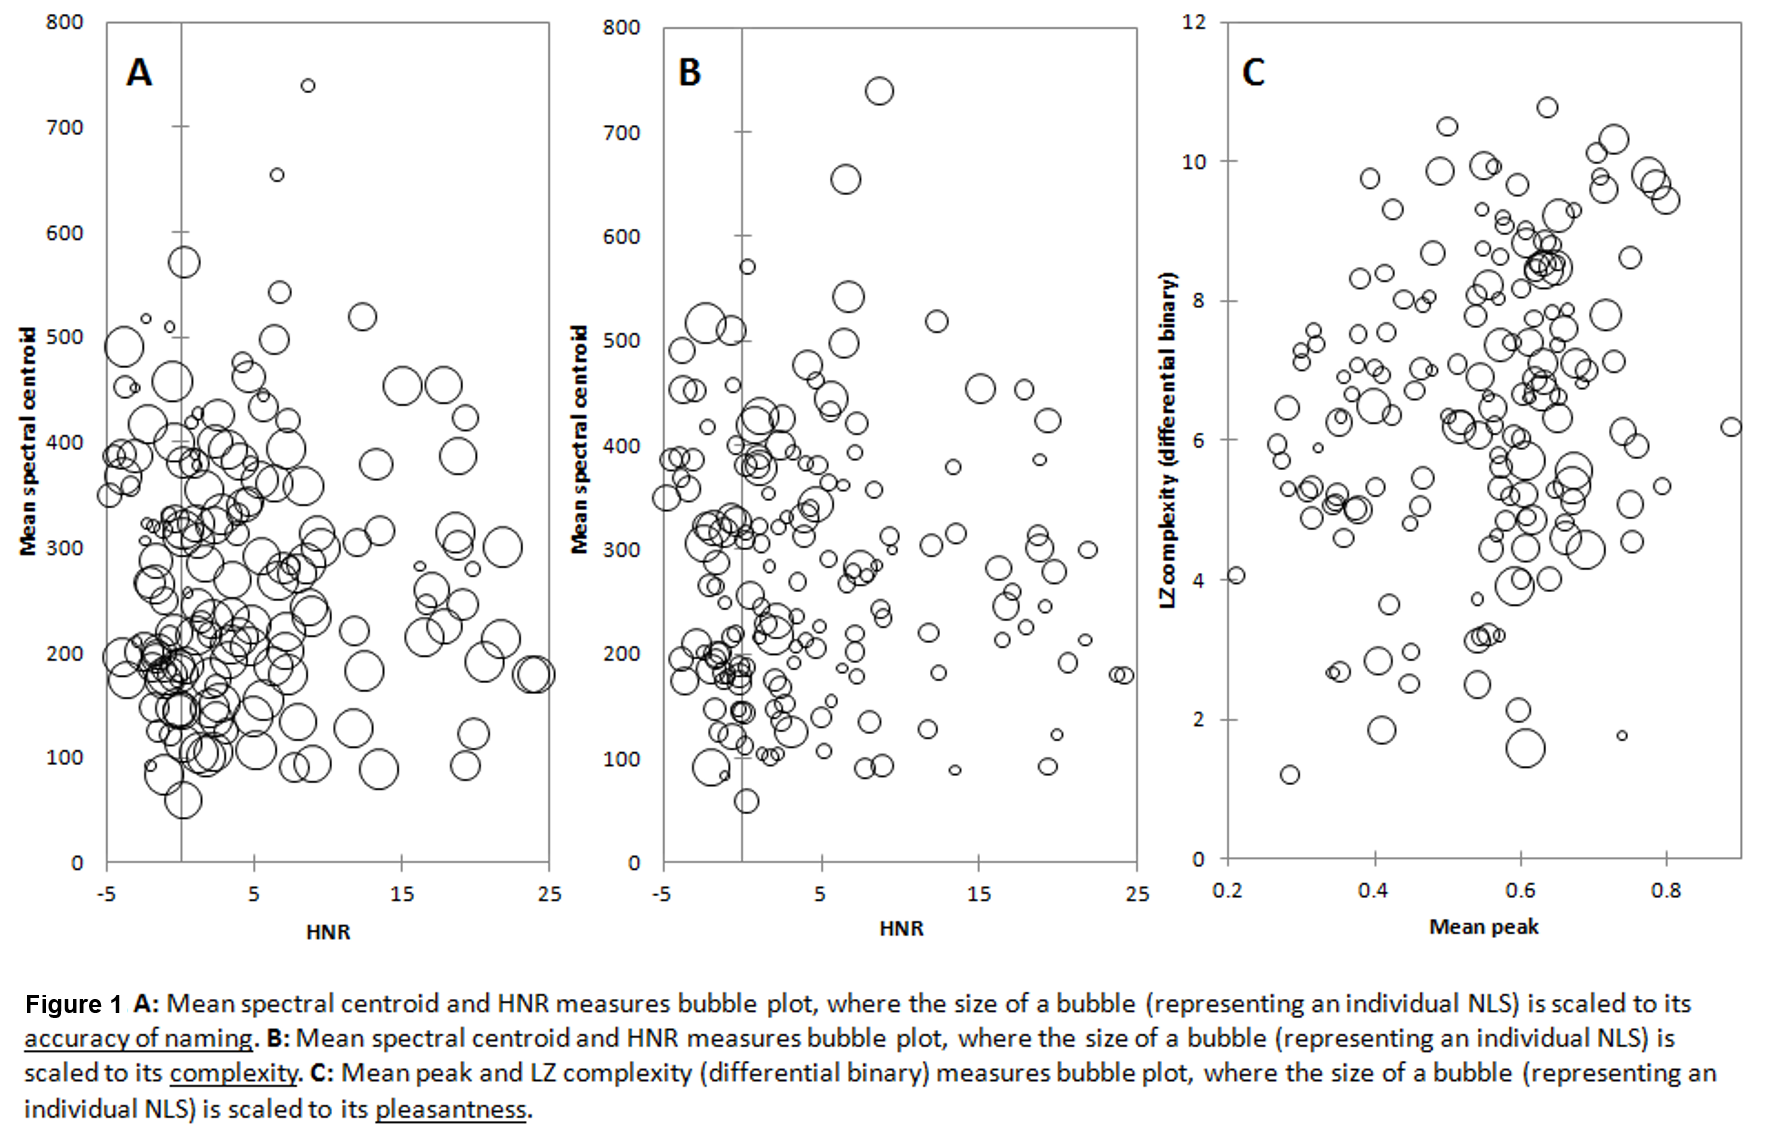 A
B
C
800
700
600
500
400
300
200
100
0
-5
5
15
25
HNR
Mean spectral centroid
800
700
600
500
400
300
200
100
0
-5
5
15
25
HNR
Mean spectral centroid
12
10
8
6
4
2
0
0.2
0.4
0.6
0.8
Mean peak
LZ complexity (differential binary)
Figure 1 A: Mean spectral centroid and HNR measures bubble plot, where the size of a bubble (representing an individual NLS) is scaled to its
accuracy of naming. B: Mean spectral centroid and HNR measures bubble plot, where the size of a bubble (representing an individual NLS) is
scaled to its complexity. C: Mean peak and LZ complexity (differential binary) measures bubble plot, where the size of a bubble (representing an
individual NLS) is scaled to its pleasantness.